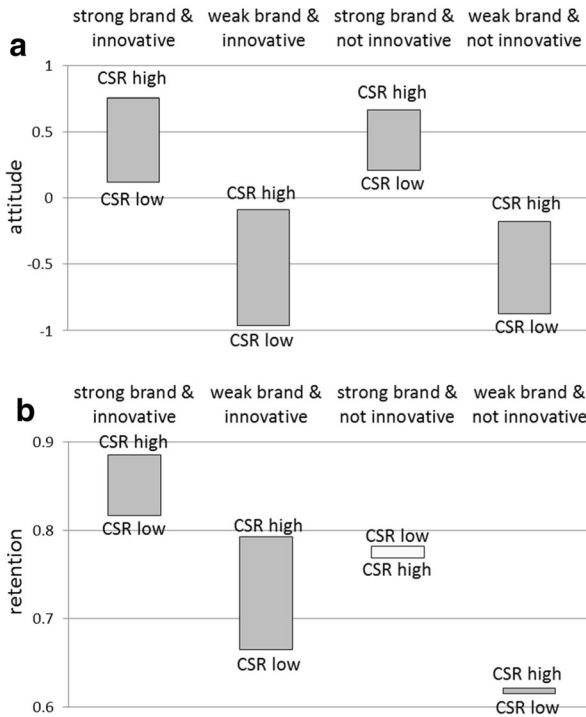 strong brand & weak brand & strong brand & weak brand &
innovative innovative not innovative not innovative
a
1
CSR high
CSR high
0.5
CSR low
0
CSR low
CSR high
CSR high
attitude
-0.5
CSR low
-1
CSR low
strong brand & weak brand & strong brand & weak brand &
b
innovative innovative not innovative not innovative
0.9
CSR high
0.8
CSR low
CSR high
CSR low
CSR high
retention
0.7
CSR low
CSR high
0.6
CSR low